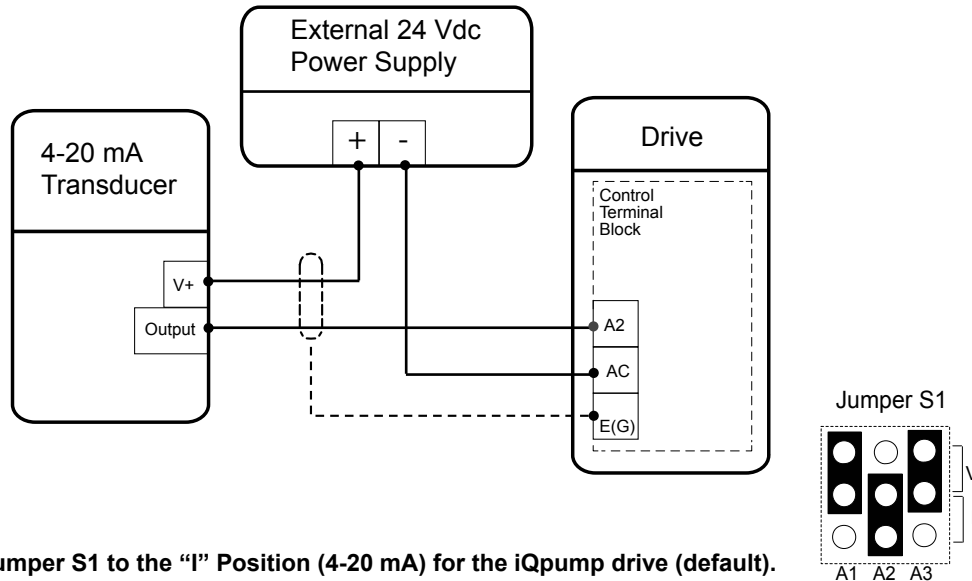 External 24 Vdc
Power Supply
+ -
4-20 mA
Transducer
V+
Output
Drive
Control
Terminal
Block
A2
AC
E(G)
Jumper S1
V
A1 A2 A3
umper S1 to the “I” Position (4-20 mA) for the iQpump drive (default).